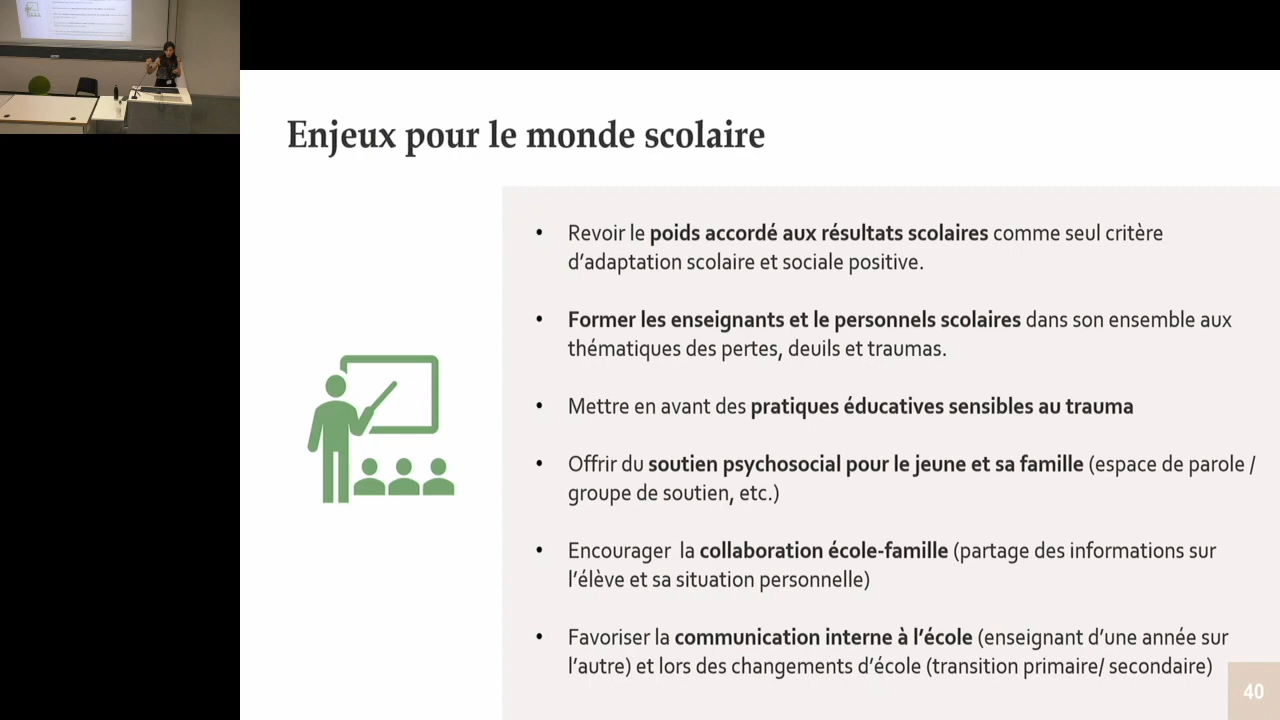 Enjeux pour le monde scolaire
• Revoir le poids accordé aux résultats scolaires comme seul critère
d’adaptation scolaire et sociale positive.
• Former les enseignants et le personnels scolaires dans son ensemble aux
thématiques des pertes, deuils et traumas.
• Mettre en avant des pratiques éducatives sensibles au trauma
• Offrir du soutien psychosocial pour le jeune et sa famille (espace de parole /
groupe de soutien, etc.)
• Encourager  la collaboration école-famille (partage des informations sur
l’élève et sa situation personnelle)
• Favoriser la communication interne à l’école (enseignant d’une année sur
l’autre) et lors des changements d’école (transition primaire/ secondaire)
40